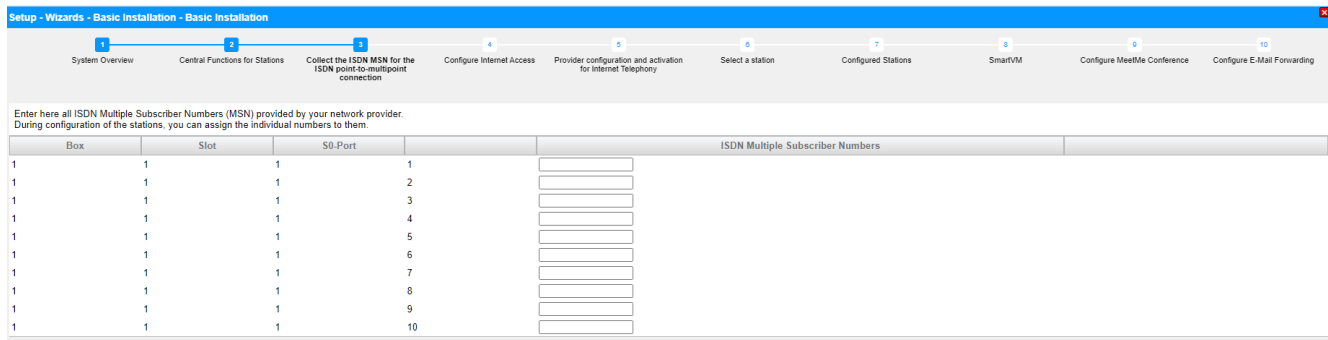 Setup - Wizards - Basic Installation - Basic Installation
1 2 3 4 5 6 7 8 9 10
System Overview Central Functions for Stations Collect the ISDN MSN for the Configure Internet Access Provider configuration and activation Select a station Configured Stations SmartVM Configure MeetMe Conference Configure E-Mail Forwarding
ISDN point-to-multipoint for Internet Telephony
connection
Enter here all ISDN Multiple Subscriber Numbers (MSN) provided by your network provider.
During configuration of the stations, you can assign the individual numbers to them.
Box Slot S0-Port ISDN Multiple Subscriber Numbers
1 1 1 1
1 1 1 2
1 1 1 3
1 1 1 4
1 1 1 5
1 1 1 6
1 1 1 7
1 1 1 8
1 1 1 9
1 1 1 10